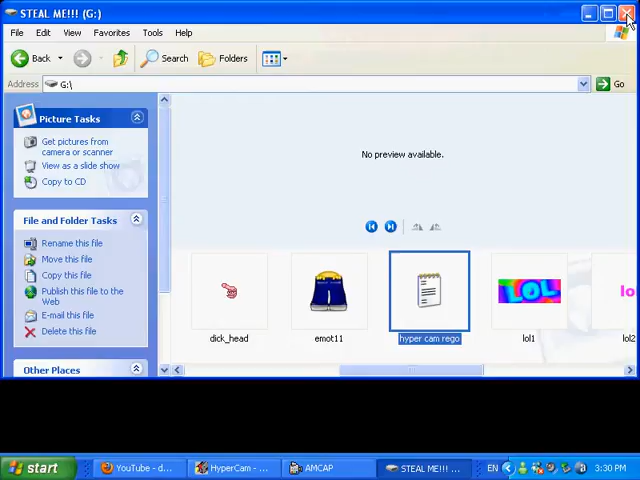 STEAL ME!!! (G:)
File Edit View Favorites Tools Help
Back Search Folders
Address G:\ Go
Picture Tasks
Get pictures from
camera or scanner
View as a slide show
Copy to CD
No preview available.
File and Folder Tasks
Rename this file
Move this file
Copy this file
Publish this file to the
Web
E-mail this file
Delete this file
Other Places
LOL
lol
dick_head emot11 hyper cam rego lol1 lol2
start YouTube - d... HyperCam - ... AMCAP STEAL ME!!! ... EN 3:30 PM